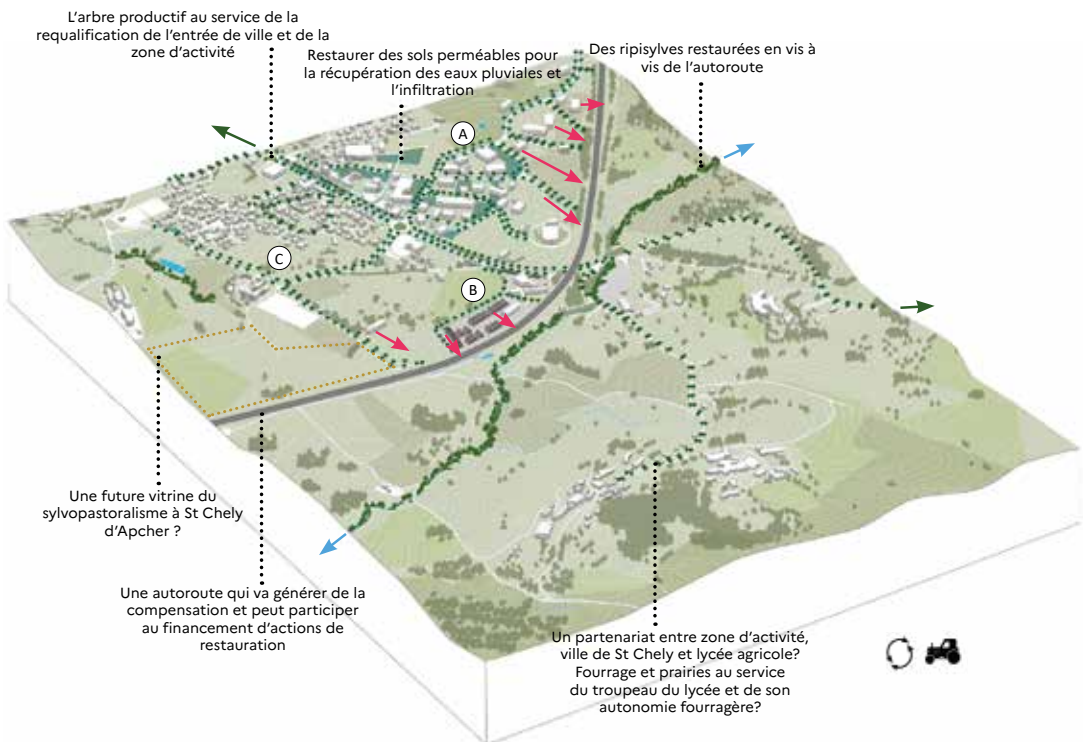 L'arbre productif au service de la
requalification de l'entrée de ville et de la
zone d'activité
Restaurer des sols perméables pour
la récupération des eaux pluviales et
l'infiltration
Des ripisylves restaurées en vis à
vis de l'autoroute
A
C
B
Une future vitrine du
sylvopastoralisme à St Chely
d'Apcher ?
Une autoroute qui va générer de la
compensation et peut participer
au financement d'actions de
restauration
Un partenariat entre zone d'activité,
ville de St Chely et lycée agricole?
Fourrage et prairies au service
du troupeau du lycée et de son
autonomie fourragère?